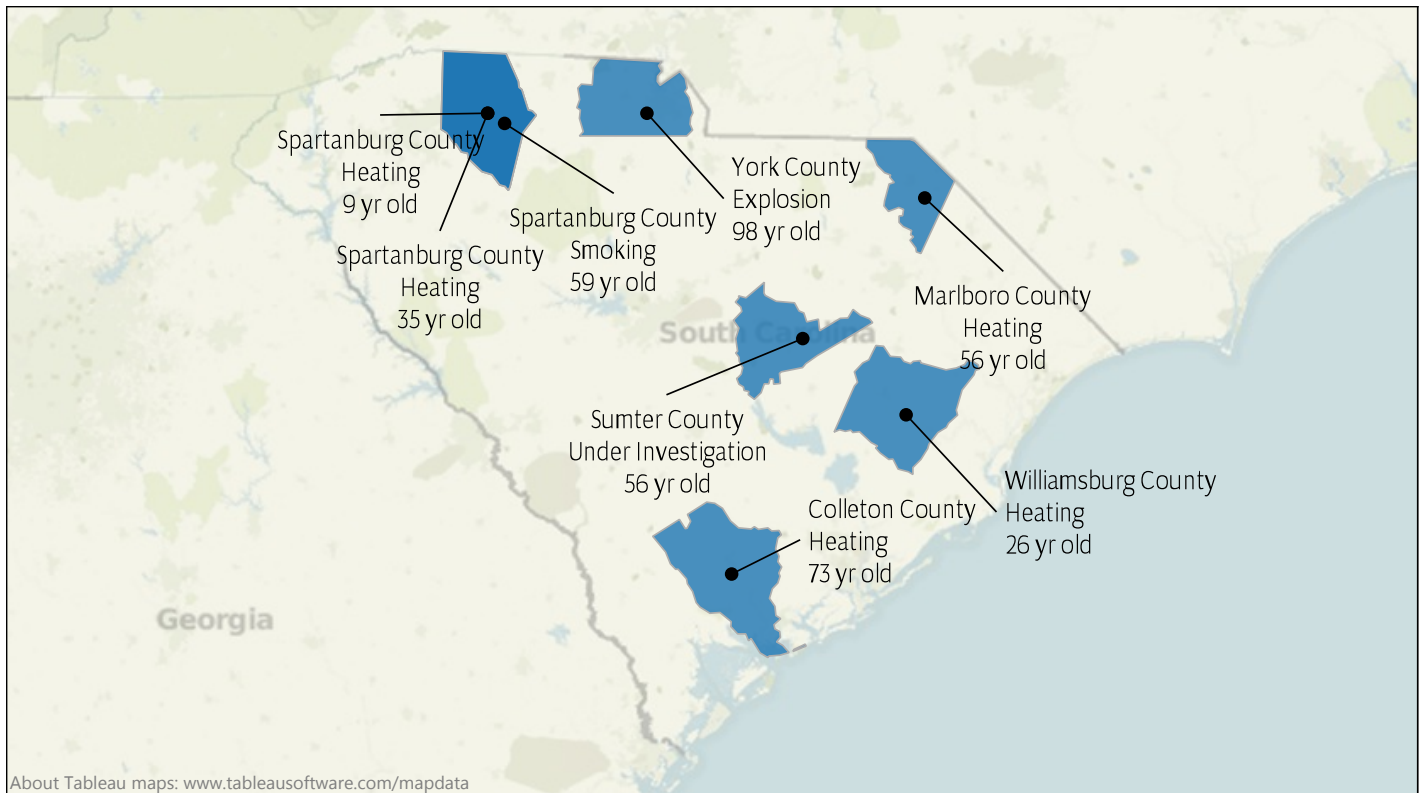 Spartanburg County
Heating
9 yr old
Spartanburg County
Heating
35 yr old
Spartanburg County
Smoking
59 yr old
York County
Explosion
98 yr old
Marlboro County
Heating
56 yr old
South Carolina
Sumter County
Under Investigation
56 yr old
Williamsburg County
Heating
26 yr old
Colleton County
Heating
73 yr old
Georgia
About Tableau maps: www.tableausoftware.com/mapdata